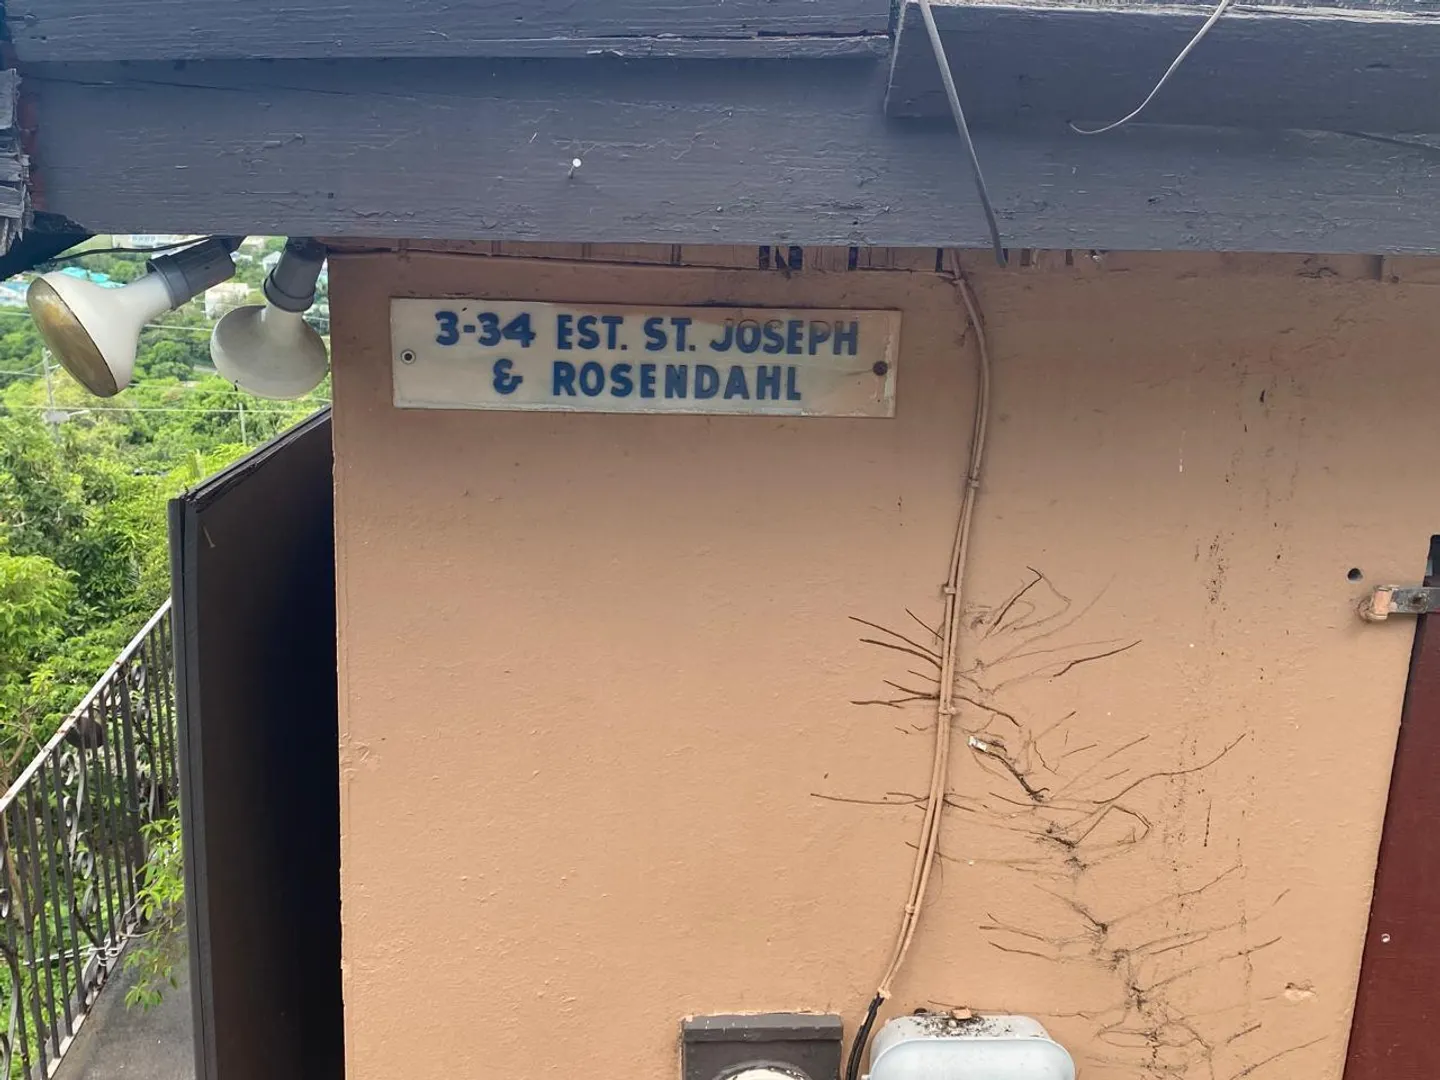 3-34 EST. ST. JOSEPH
& ROSENDAHL